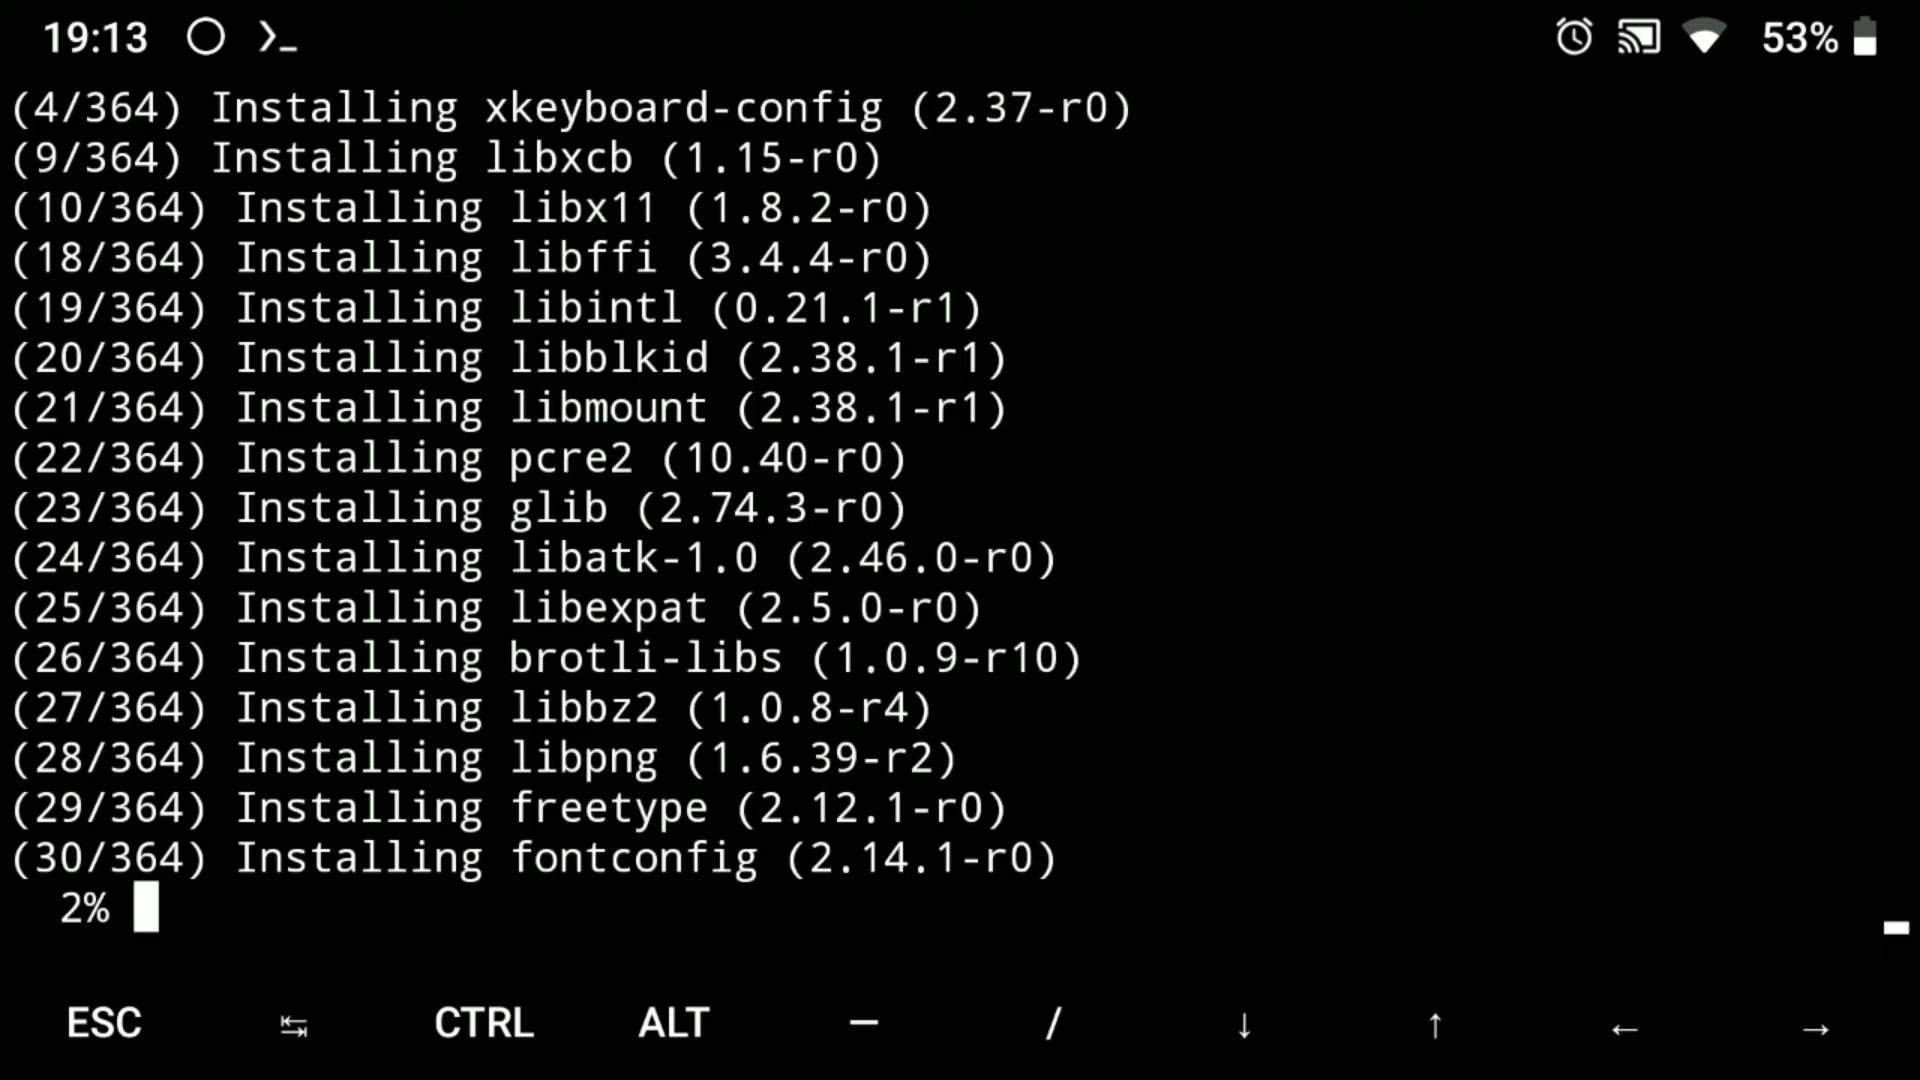 19:13 53%
(4/364) Installing xkeyboard-config (2.37-r0)
(9/364) Installing libxcb (1.15-r0)
(10/364) Installing libx11 (1.8.2-r0)
(18/364) Installing libffi (3.4.4-r0)
(19/364) Installing libintl (0.21.1-r1)
(20/364) Installing libblkid (2.38.1-r1)
(21/364) Installing libmount (2.38.1-r1)
(22/364) Installing pcre2 (10.40-r0)
(23/364) Installing glib (2.74.3-r0)
(24/364) Installing libatk-1.0 (2.46.0-r0)
(25/364) Installing libexpat (2.5.0-r0)
(26/364) Installing brotli-libs (1.0.9-r10)
(27/364) Installing libbz2 (1.0.8-r4)
(28/364) Installing libpng (1.6.39-r2)
(29/364) Installing freetype (2.12.1-r0)
(30/364) Installing fontconfig (2.14.1-r0)
2%
ESC ↹ CTRL ALT — / ↓ ↑ ← →